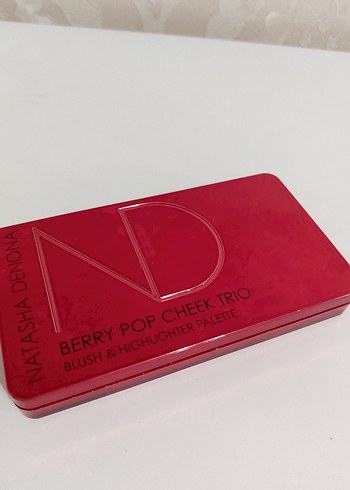 NATASHA DENONA
ND
BERRY POP CHEEK TRIO
BLUSH & HIGHLIGHTER PALETTE